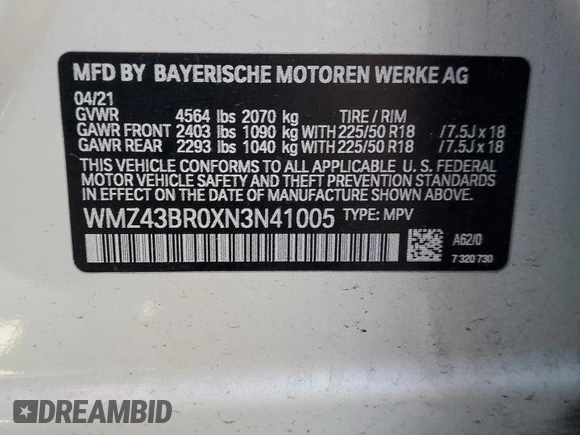 MFD BY BAYERISCHE MOTOREN WERKE AG
04/21
GVWR 4564 lbs 2070 kg TIRE / RIM
GAWR FRONT 2403 lbs 1090 kg WITH 225/50 R18 /7.5J x 18
GAWR REAR 2293 lbs 1040 kg WITH 225/50 R18 /7.5J x 18
THIS VEHICLE CONFORMS TO ALL APPLICABLE U. S. FEDERAL
MOTOR VEHICLE SAFETY AND THEFT PREVENTION STANDARDS
IN EFFECT ON THE DATE OF MANUFACTURE SHOWN ABOVE.
WMZ43BR0XN3N41005 TYPE: MPV
A62/0
7 320 730
DREAMBID